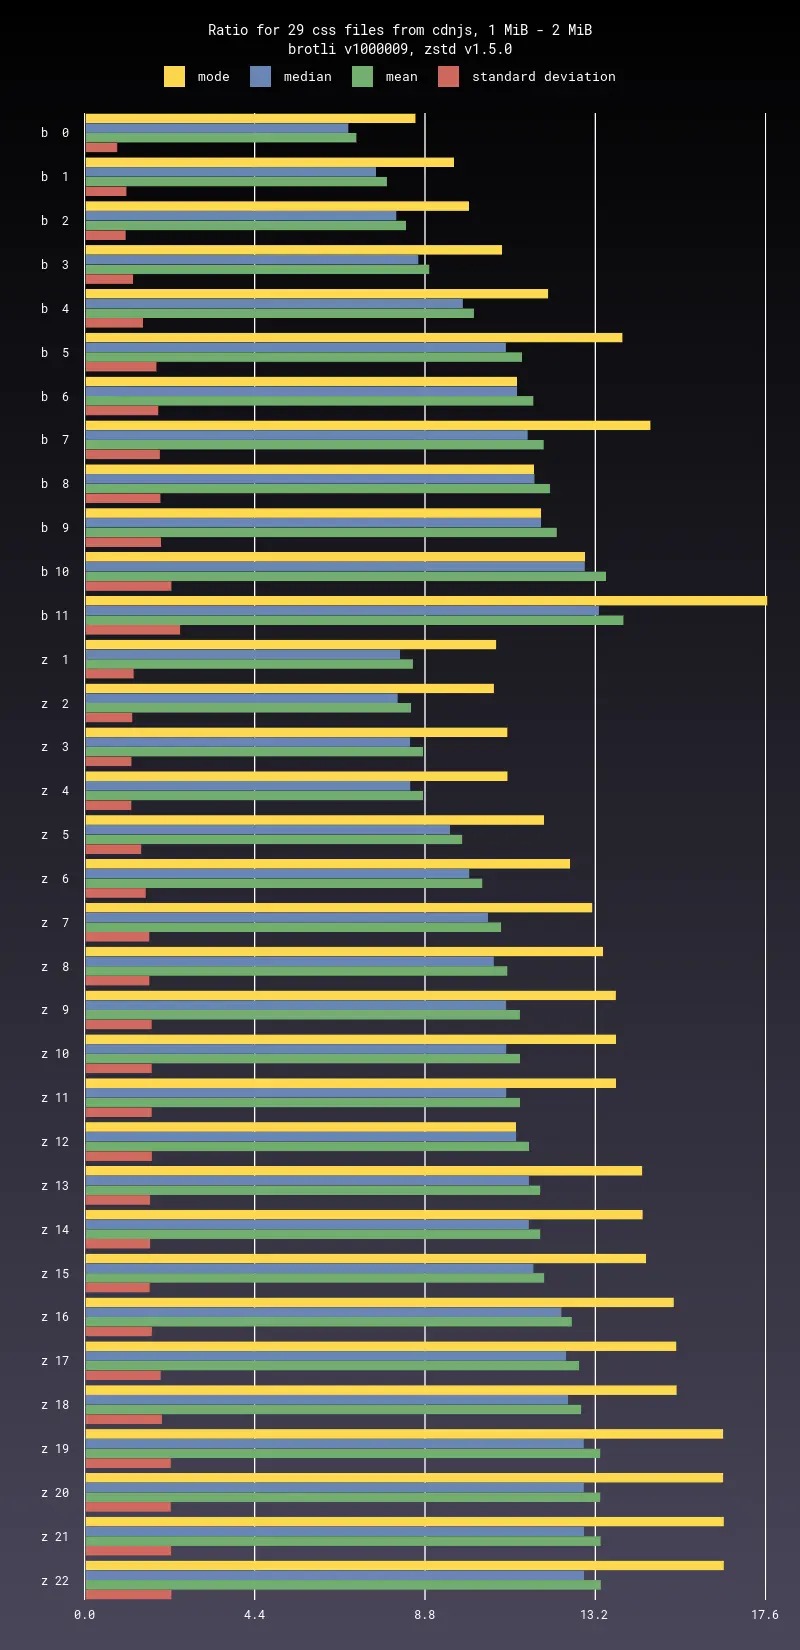 Ratio for 29 css files from cdnjs, 1 MiB - 2 MiB
brotli v1000009, zstd v1.5.0
mode median mean standard deviation
b 0
b 1
b 2
b 3
b 4
b 5
b 6
b 7
b 8
b 9
b 10
b 11
z 1
z 2
z 3
z 4
z 5
z 6
z 7
z 8
z 9
z 10
z 11
z 12
z 13
z 14
z 15
z 16
z 17
z 18
z 19
z 20
z 21
z 22
0.0 4.4 8.8 13.2 17.6